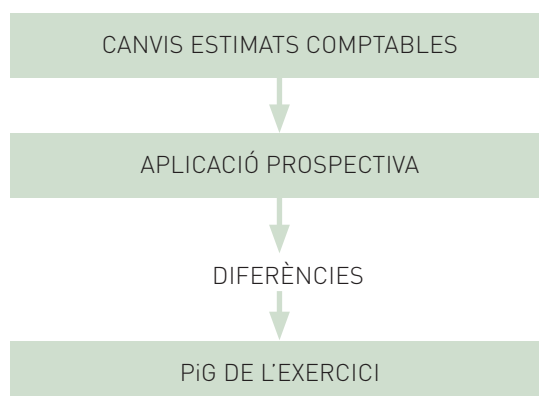 CANVIS ESTIMATS COMPTABLES
APLICACIÓ PROSPECTIVA
DIFERÈNCIES
PiG DE L'EXERCICI